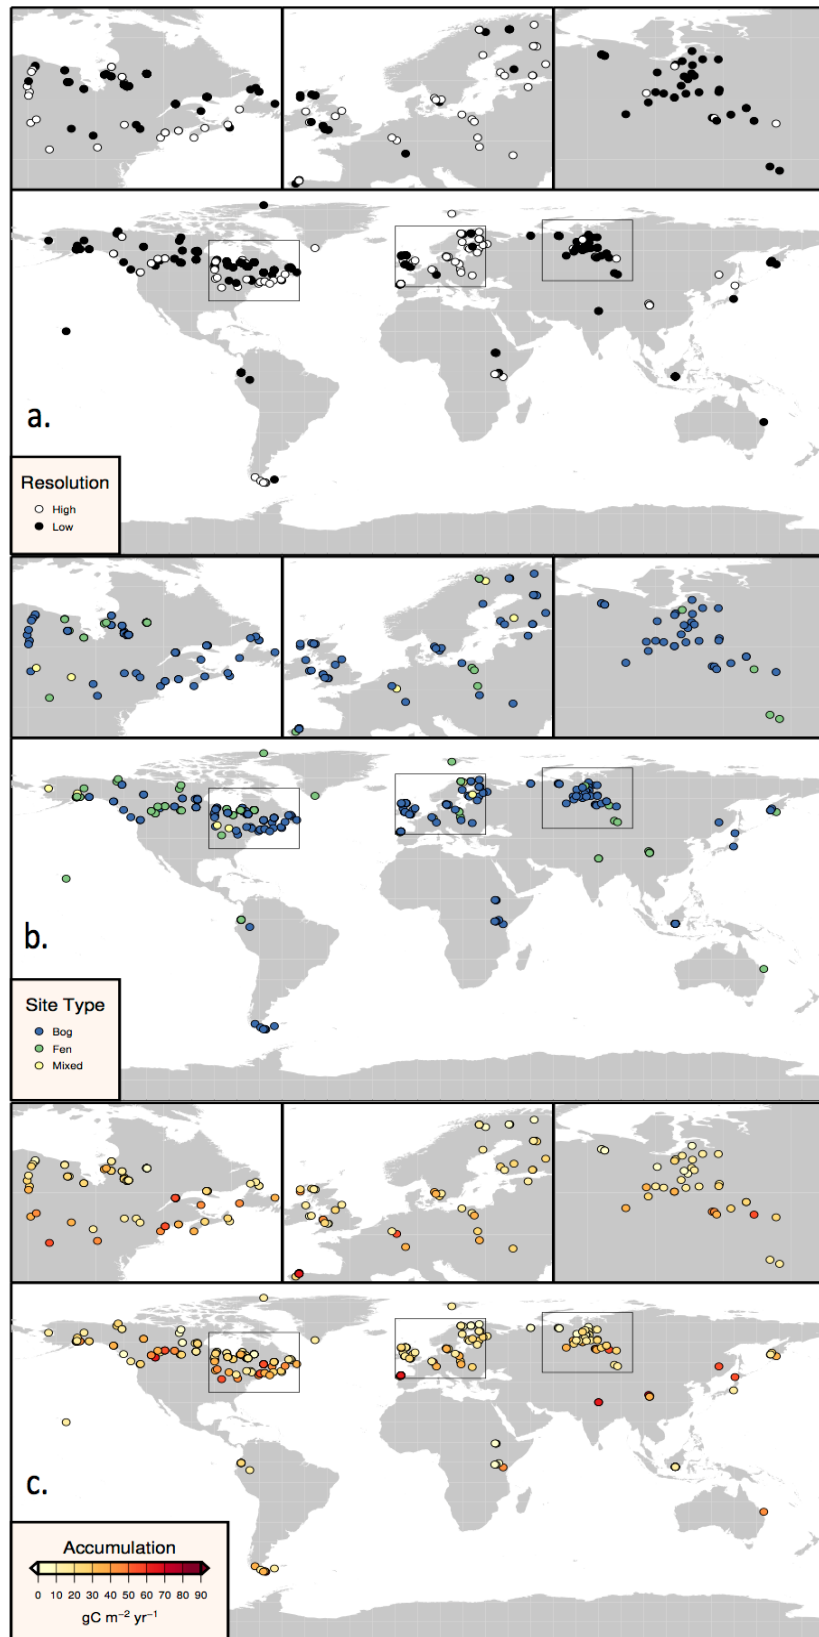 a.
Resolution
High
Low
b.
Site Type
Bog
Fen
Mixed
c.
Accumulation
0 10 20 30 40 50 60 70 80 90
gC m⁻² yr⁻¹